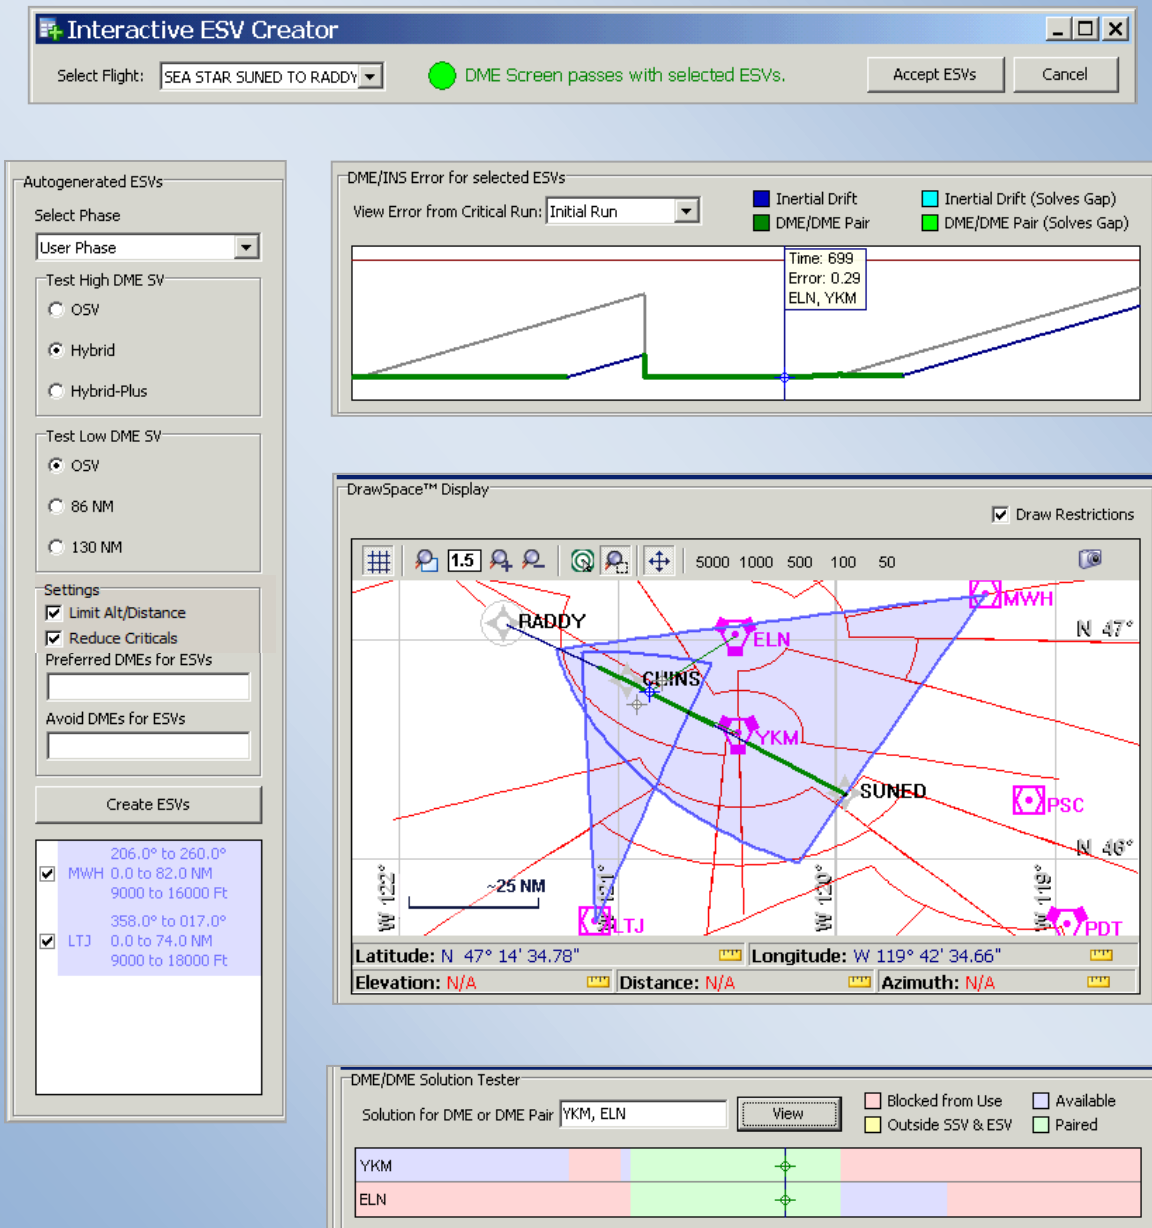 Interactive ESV Creator
Select Flight: SEA STAR SUNED TO RADDY
DME Screen passes with selected ESVs.
Accept ESVs
Cancel
Autogenerated ESVs
Select Phase
User Phase
Test High DME SV
OSV
Hybrid
Hybrid-Plus
Test Low DME SV
OSV
86 NM
130 NM
Settings
Limit Alt/Distance
Reduce Criticals
Preferred DMEs for ESVs
Avoid DMEs for ESVs
Create ESVs
206.0° to 260.0°
MWH 0.0 to 82.0 NM
9000 to 16000 Ft
358.0° to 017.0°
LTJ 0.0 to 74.0 NM
9000 to 18000 Ft
DME/INS Error for selected ESVs
View Error from Critical Run: Initial Run
Inertial Drift
Inertial Drift (Solves Gap)
DME/DME Pair
DME/DME Pair (Solves Gap)
Time: 699
Error: 0.29
ELN, YKM
DrawSpace™ Display
Draw Restrictions
1.5
5000 1000 500 100 50
MWH
RADDY
N 47°
ELN
CHINS
YKM
SUNED
PSC
N 46°
W 122°
~25 NM
W 121°
W 120°
W 119°
LTJ
PDT
Latitude: N 47° 14' 34.78"
Longitude: W 119° 42' 34.66"
Elevation: N/A
Distance: N/A
Azimuth: N/A
DME/DME Solution Tester
Solution for DME or DME Pair YKM, ELN
View
Blocked from Use
Available
Outside SSV & ESV
Paired
YKM
ELN